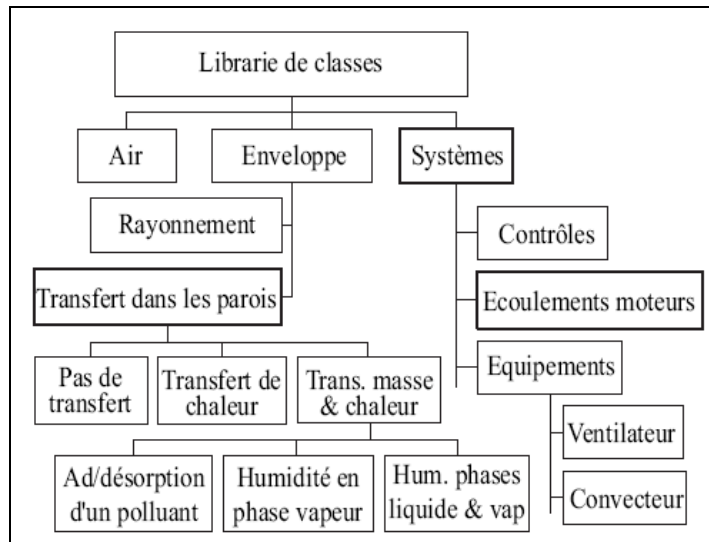 Librarie de classes
Air
Enveloppe
Systèmes
Rayonnement
Contrôles
Transfert dans les parois
Ecoulements moteurs
Pas de
transfert
Transfert de
chaleur
Trans. masse
& chaleur
Equipements
Ventilateur
Ad/désorption
d'un polluant
Humidité en
phase vapeur
Hum. phases
liquide & vap
Convecteur